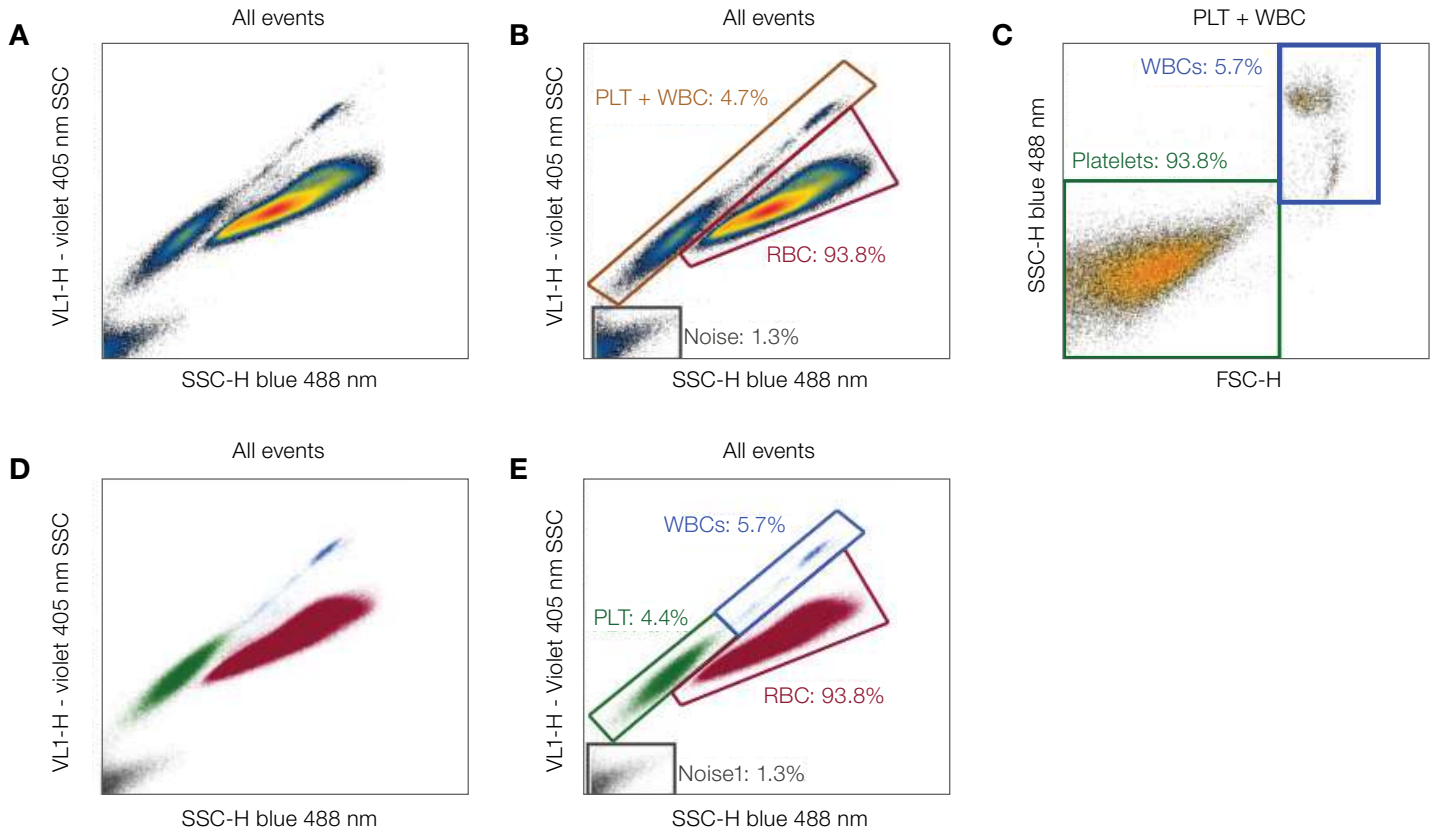 A
All events
VL1-H - violet 405 nm SSC
SSC-H blue 488 nm
B
All events
VL1-H - violet 405 nm SSC
PLT + WBC: 4.7%
RBC: 93.8%
Noise: 1.3%
SSC-H blue 488 nm
C
PLT + WBC
SSC-H blue 488 nm
WBCs: 5.7%
Platelets: 93.8%
FSC-H
D
All events
VL1-H - violet 405 nm SSC
SSC-H blue 488 nm
E
All events
VL1-H - Violet 405 nm SSC
WBCs: 5.7%
PLT: 4.4%
RBC: 93.8%
Noise1: 1.3%
SSC-H blue 488 nm